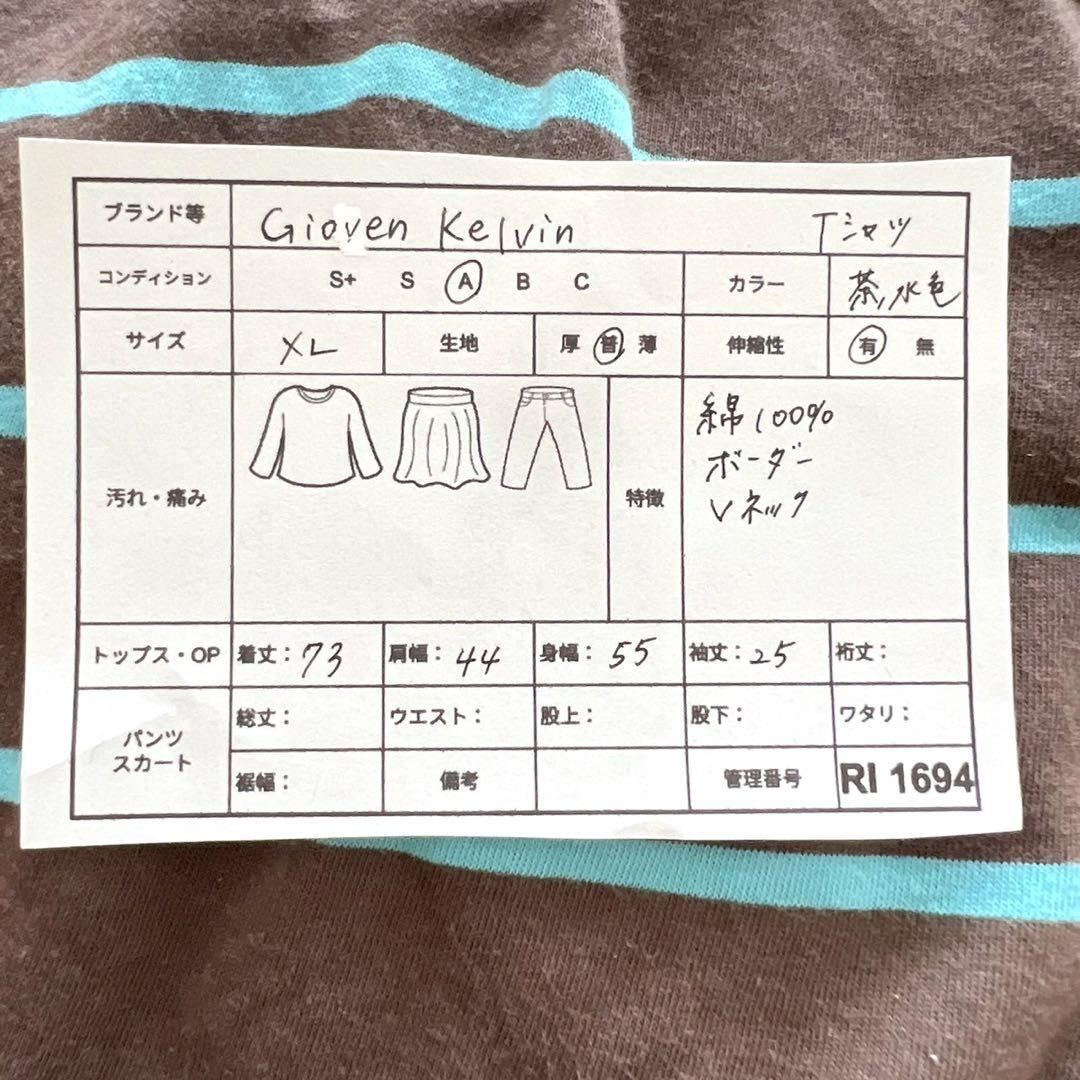 ブランド等 Gioven Kelvin Tシャツ
コンディション S+ S A B C カラー 茶,水色
サイズ XL 生地 厚 普 薄 伸縮性 有 無
汚れ・痛み 特徴 綿100%
ボーダー
Vネック
トップス・OP 着丈：73 肩幅：44 身幅：55 袖丈：25 裄丈：
パンツ スカート 総丈： ウエスト： 股上： 股下： ワタリ：
裾幅： 備考 管理番号 RI 1694